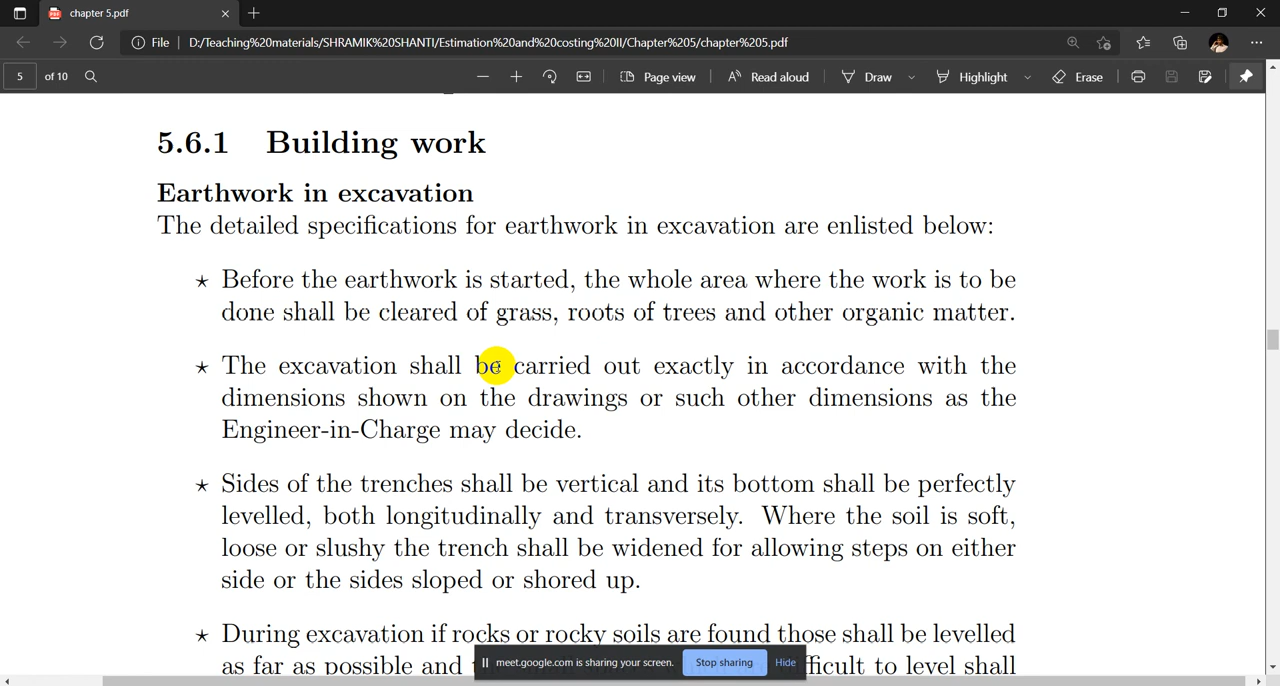 chapter 5.pdf
File | D:/Teaching%20materials/SHRAMIK%20SHANTI/Estimation%20and%20costing%20II/Chapter%205/chapter%205.pdf
5 of 10 Page view Read aloud Draw Highlight Erase
5.6.1 Building work
Earthwork in excavation
The detailed specifications for earthwork in excavation are enlisted below:
⋆ Before the earthwork is started, the whole area where the work is to be
done shall be cleared of grass, roots of trees and other organic matter.
⋆ The excavation shall be carried out exactly in accordance with the
dimensions shown on the drawings or such other dimensions as the
Engineer-in-Charge may decide.
⋆ Sides of the trenches shall be vertical and its bottom shall be perfectly
levelled, both longitudinally and transversely. Where the soil is soft,
loose or slushy the trench shall be widened for allowing steps on either
side or the sides sloped or shored up.
⋆ During excavation if rocks or rocky soils are found those shall be levelled
as far as possible and to level shall
meet.google.com is sharing your screen. Stop sharing Hide